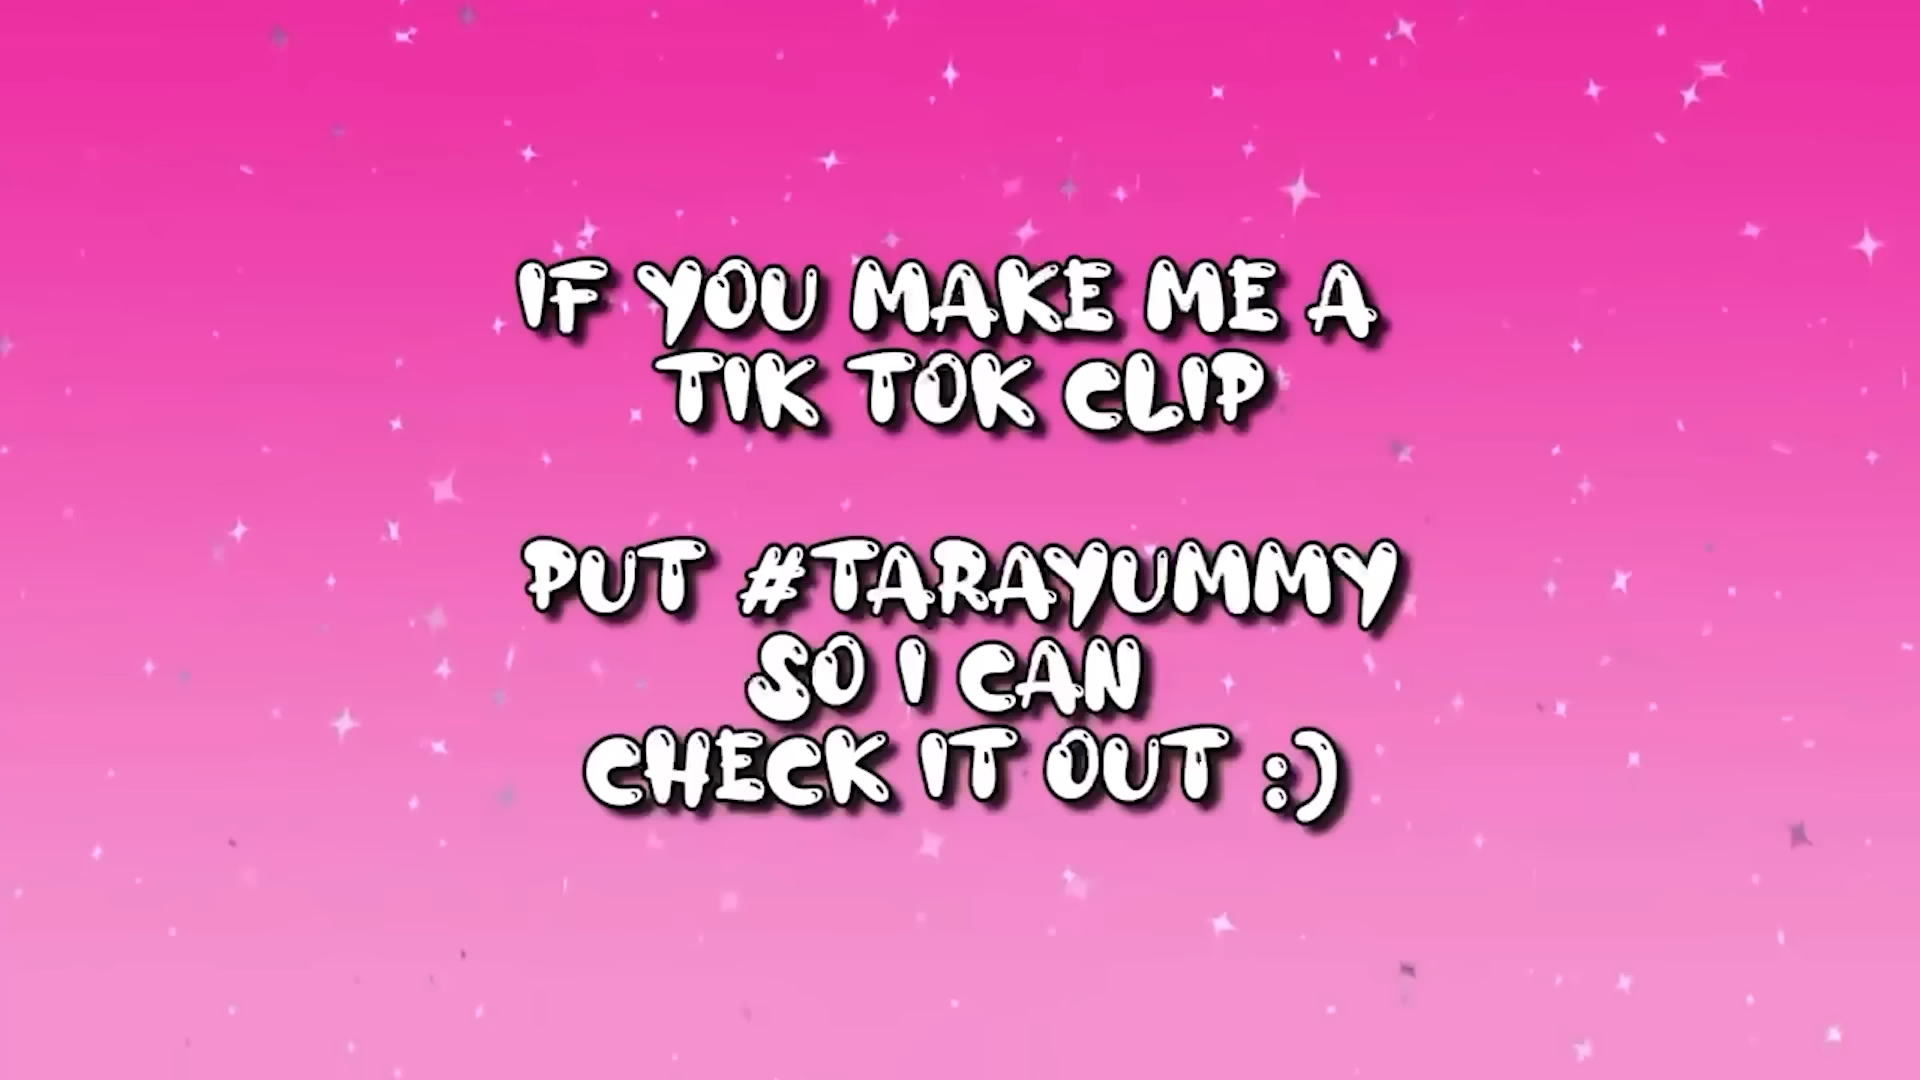 IF YOU MAKE ME A
TIK TOK CLIP
PUT #TARAYUMMY
SO I CAN
CHECK IT OUT :)